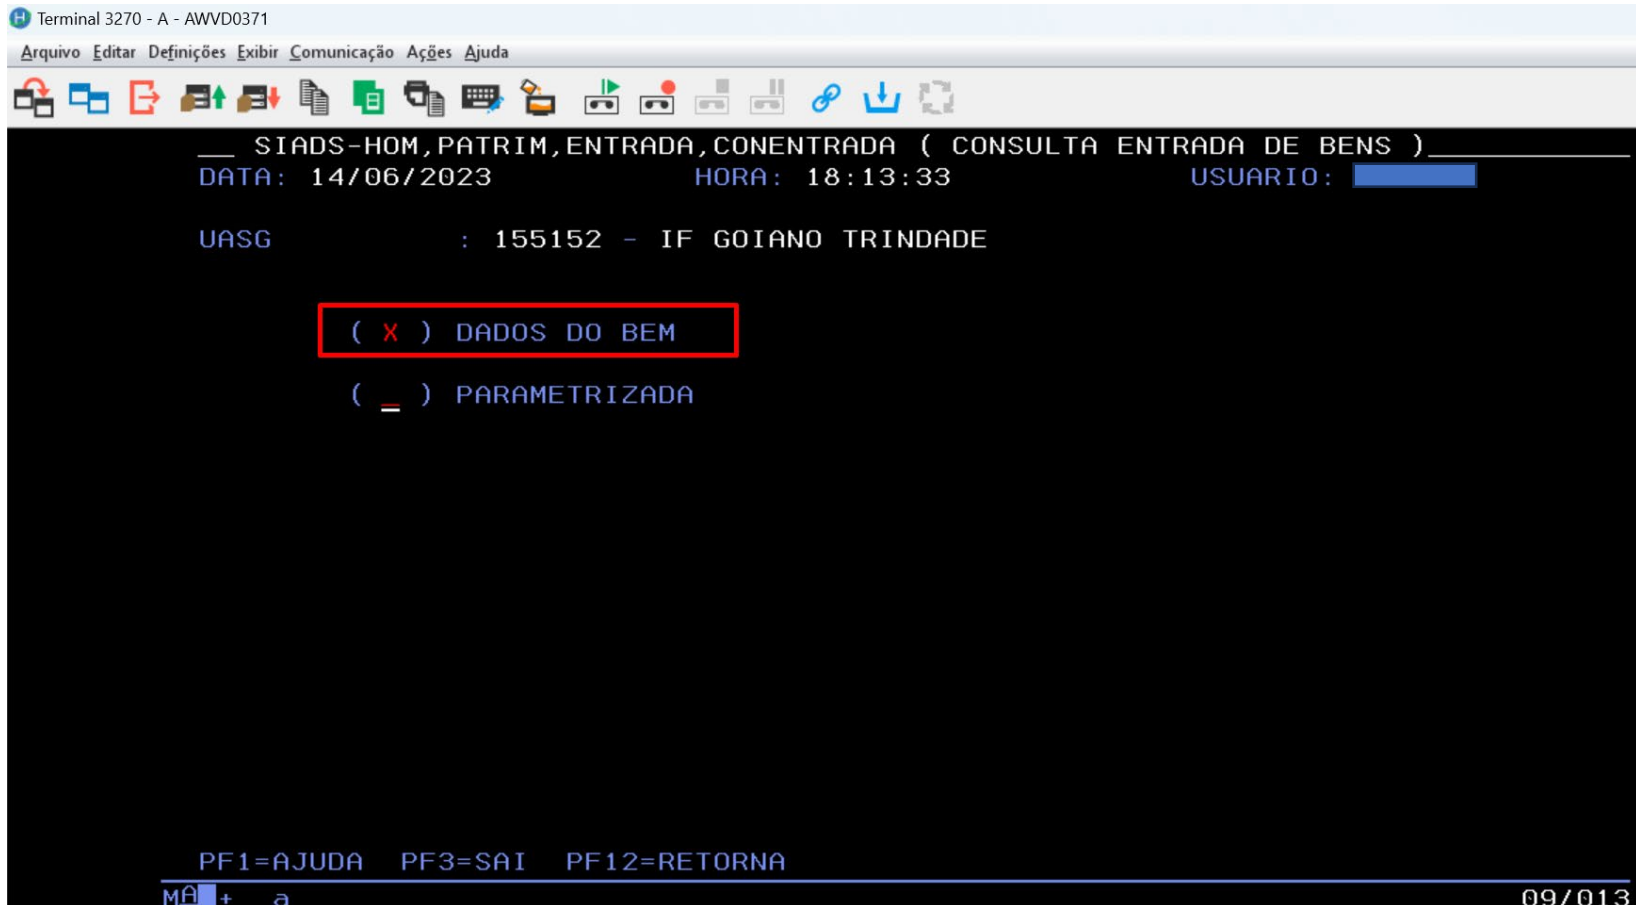 Terminal 3270 - A - AWVD0371
Arquivo Editar Definições Exibir Comunicação Ações Ajuda
__ SIADS-HOM,PATRIM,ENTRADA,CONENTRADA ( CONSULTA ENTRADA DE BENS )___________
DATA: 14/06/2023 HORA: 18:13:33 USUARIO:
UASG : 155152 - IF GOIANO TRINDADE
( X ) DADOS DO BEM
( _ ) PARAMETRIZADA
PF1=AJUDA PF3=SAI PF12=RETORNA
MA + a 09/013